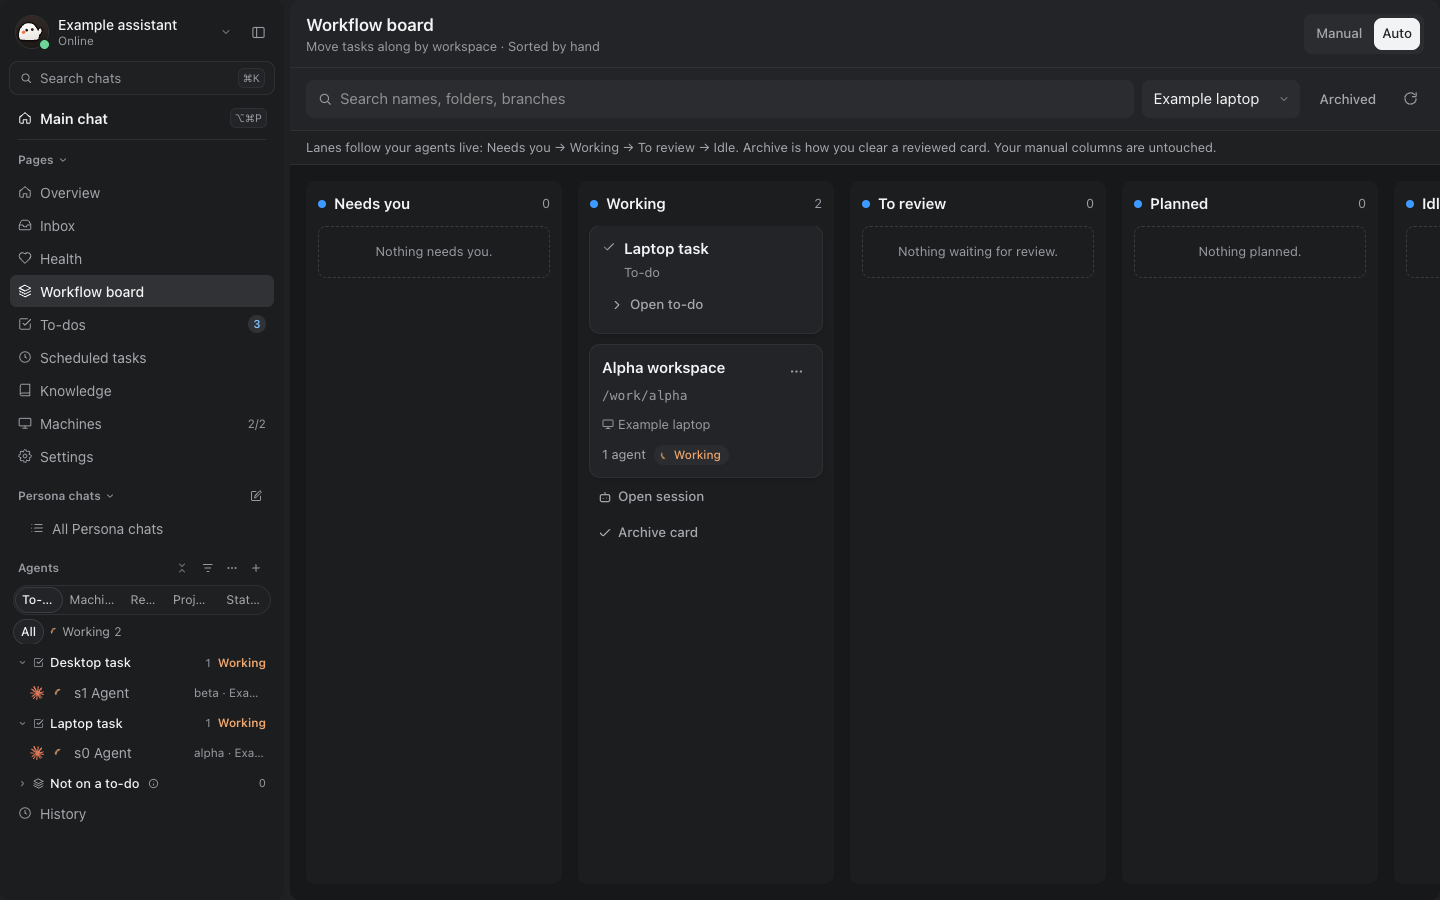 Example assistant
Online
Search chats
⌘K
Main chat
⌥⌘P
Pages
Overview
Inbox
Health
Workflow board
To-dos
3
Scheduled tasks
Knowledge
Machines
2/2
Settings
Persona chats
All Persona chats
Agents
To-... Machi... Re... Proj... Stat...
All Working 2
Desktop task 1 Working
s1 Agent beta · Exa...
Laptop task 1 Working
s0 Agent alpha · Exa...
Not on a to-do 0
History
Workflow board
Move tasks along by workspace · Sorted by hand
Manual Auto
Search names, folders, branches
Example laptop
Archived
Lanes follow your agents live: Needs you → Working → To review → Idle. Archive is how you clear a reviewed card. Your manual columns are untouched.
Needs you 0
Nothing needs you.
Working 2
Laptop task
To-do
Open to-do
Alpha workspace
/work/alpha
Example laptop
1 agent Working
Open session
Archive card
To review 0
Nothing waiting for review.
Planned 0
Nothing planned.